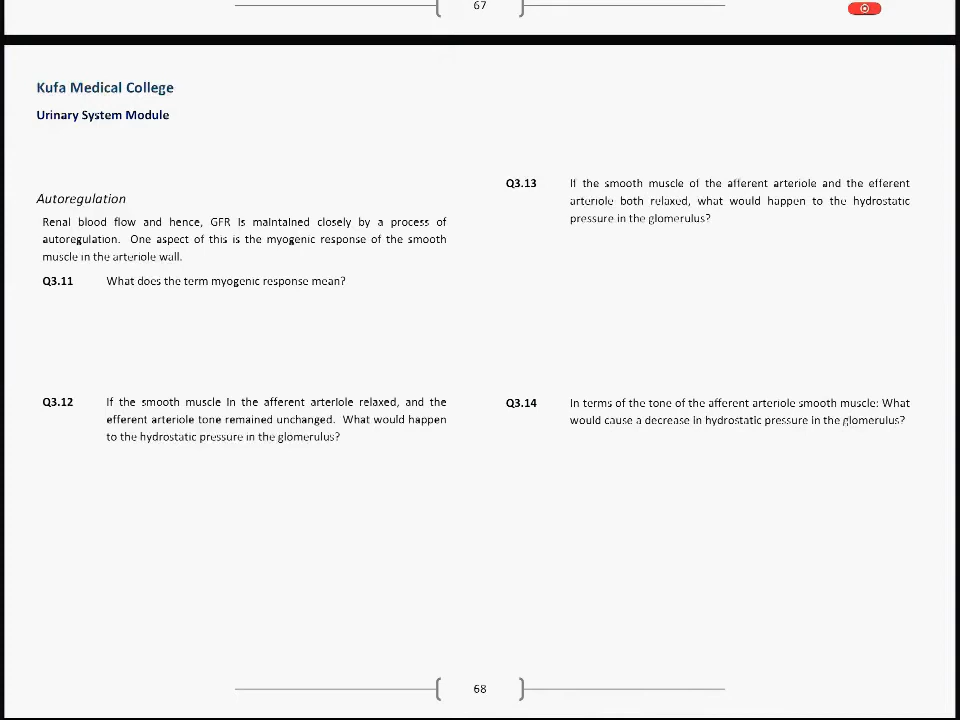 67
Kufa Medical College
Urinary System Module
Autoregulation
Renal blood flow and hence, GFR is maintained closely by a process of
autoregulation. One aspect of this is the myogenic response of the smooth
muscle in the arteriole wall.
Q3.11 What does the term myogenic response mean?
Q3.12 If the smooth muscle in the afferent arteriole relaxed, and the
efferent arteriole tone remained unchanged. What would happen
to the hydrostatic pressure in the glomerulus?
Q3.13 If the smooth muscle of the afferent arteriole and the efferent
arteriole both relaxed, what would happen to the hydrostatic
pressure in the glomerulus?
Q3.14 In terms of the tone of the afferent arteriole smooth muscle: What
would cause a decrease in hydrostatic pressure in the glomerulus?
68